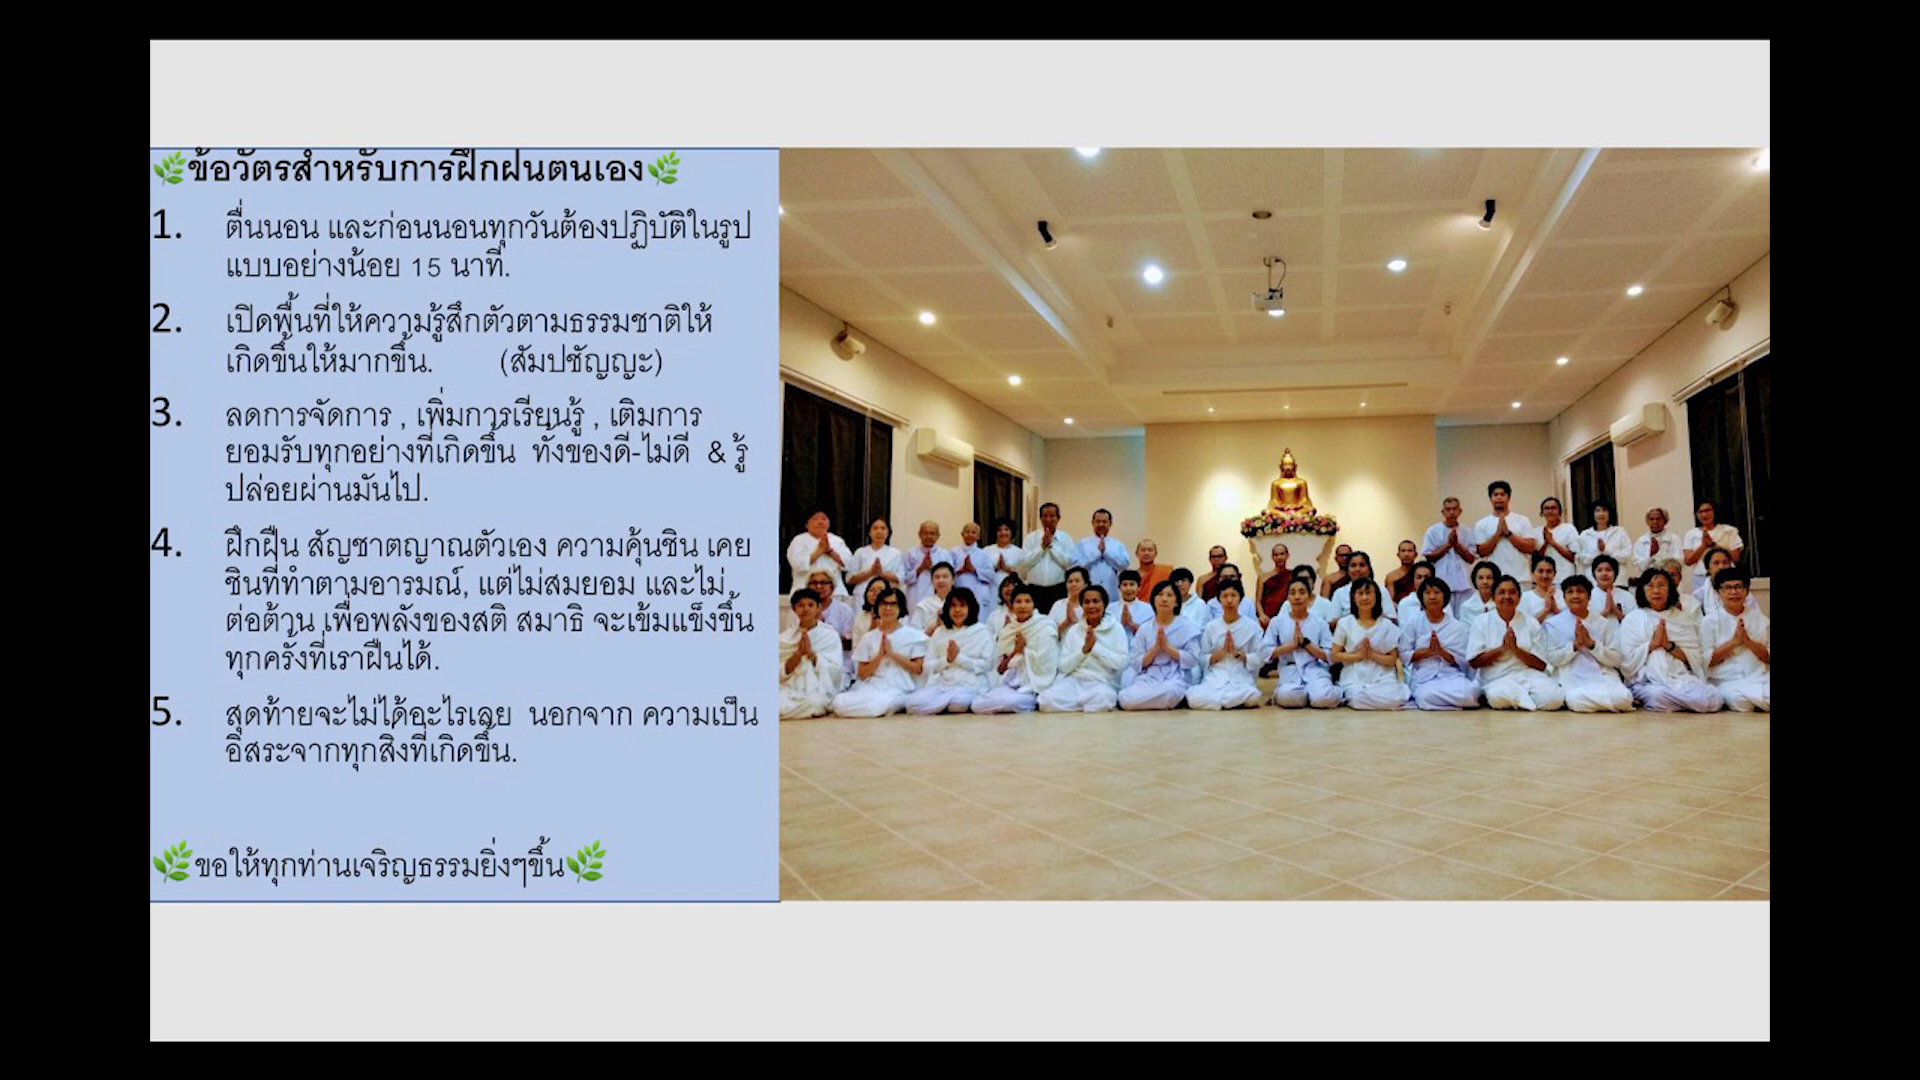 🌿ข้อวัตรสำหรับการฝึกฝนตนเอง🌿
1. ตื่นนอน และก่อนนอนทุกวันต้องปฏิบัติในรูป
แบบอย่างน้อย 15 นาที.
2. เปิดพื้นที่ให้ความรู้สึกตัวตามธรรมชาติให้
เกิดขึ้นให้มากขึ้น. (สัมปชัญญะ)
3. ลดการจัดการ , เพิ่มการเรียนรู้ , เติมการ
ยอมรับทุกอย่างที่เกิดขึ้น ทั้งของดี-ไม่ดี & รู้
ปล่อยผ่านมันไป.
4. ฝึกฝืน สัญชาตญาณตัวเอง ความคุ้นชิน เคย
ชินที่ทำตามอารมณ์, แต่ไม่สมยอม และไม่
ต่อต้าน เพื่อพลังของสติ สมาธิ จะเข้มแข็งขึ้น
ทุกครั้งที่เราฝืนได้.
5. สุดท้ายจะไม่ได้อะไรเลย นอกจาก ความเป็น
อิสระจากทุกสิ่งที่เกิดขึ้น.
🌿ขอให้ทุกท่านเจริญธรรมยิ่งๆขึ้น🌿